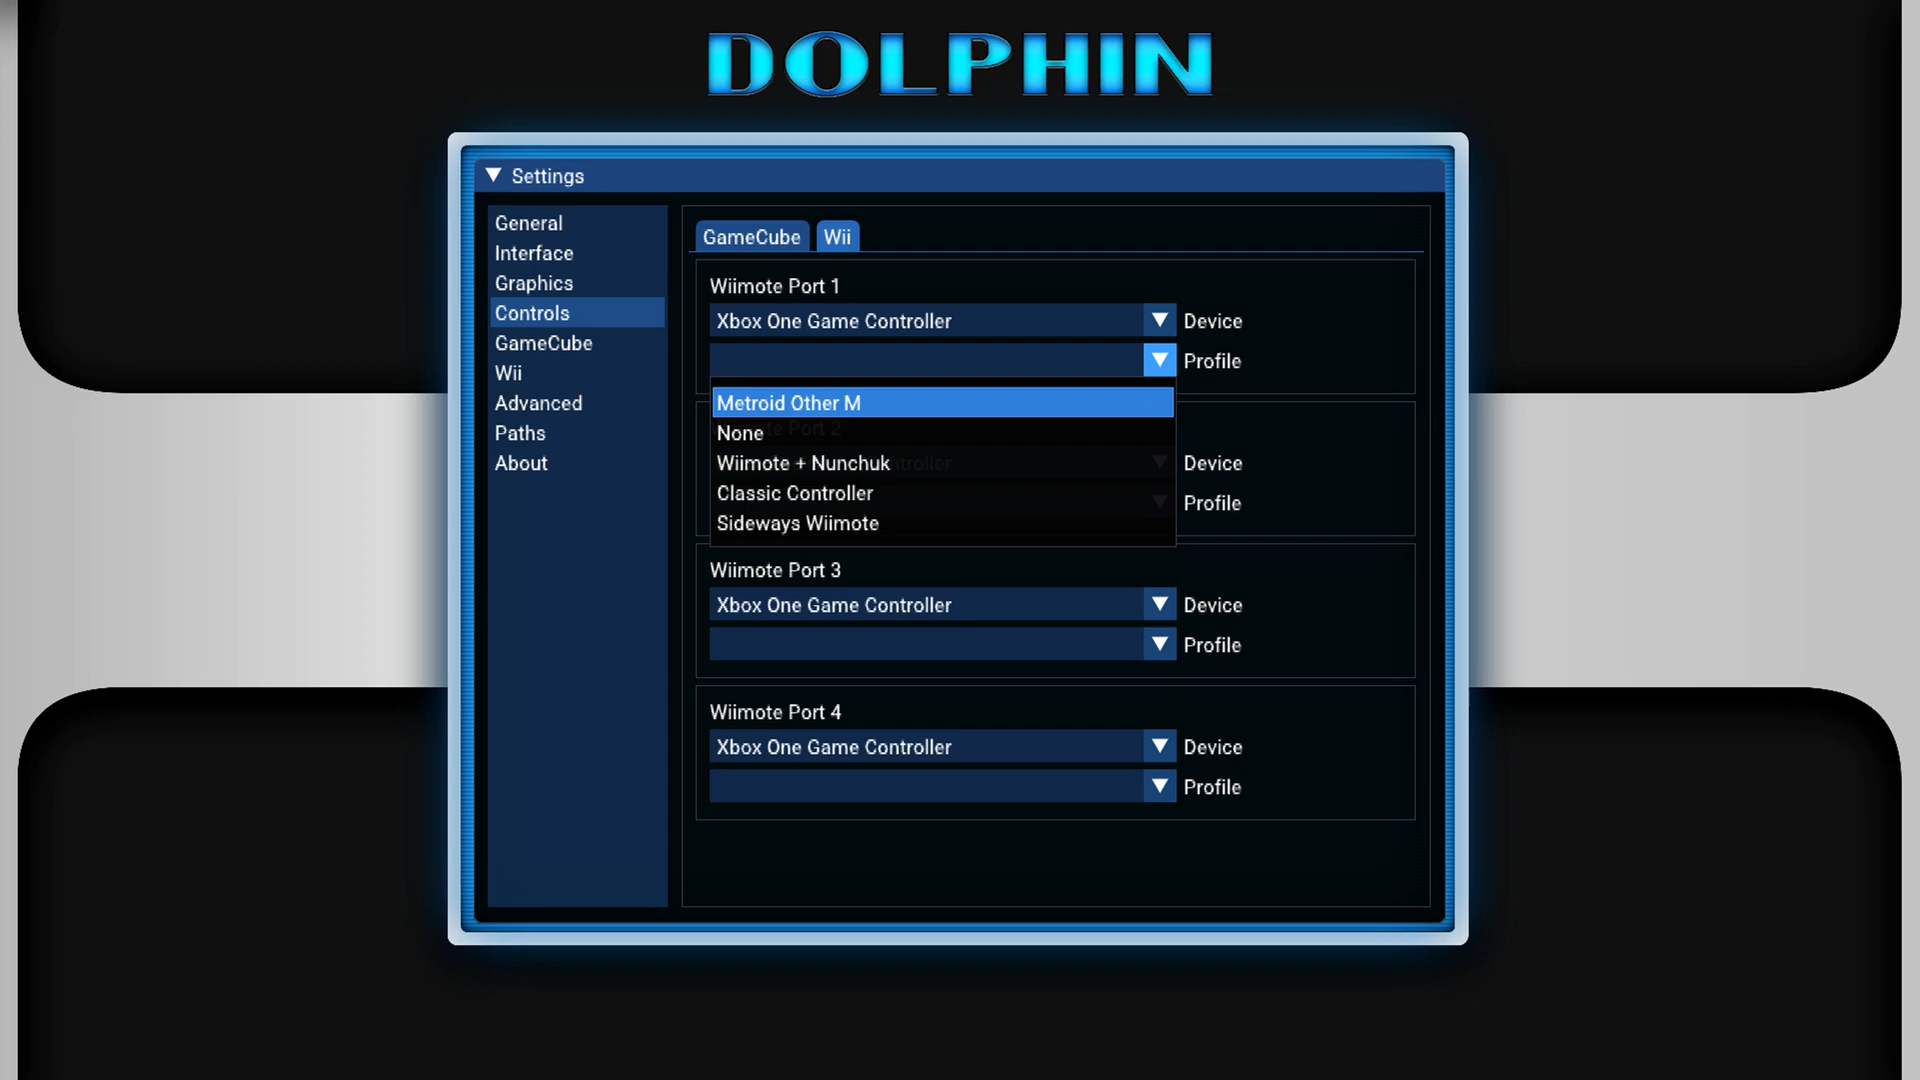 DOLPHIN
Settings
General
Interface
Graphics
Controls
GameCube
Wii
Advanced
Paths
About
GameCube
Wii
Wiimote Port 1
Xbox One Game Controller
Device
Profile
Metroid Other M
None
Wiimote + Nunchuk
Classic Controller
Sideways Wiimote
Port 2
Device
Profile
Wiimote Port 3
Xbox One Game Controller
Device
Profile
Wiimote Port 4
Xbox One Game Controller
Device
Profile